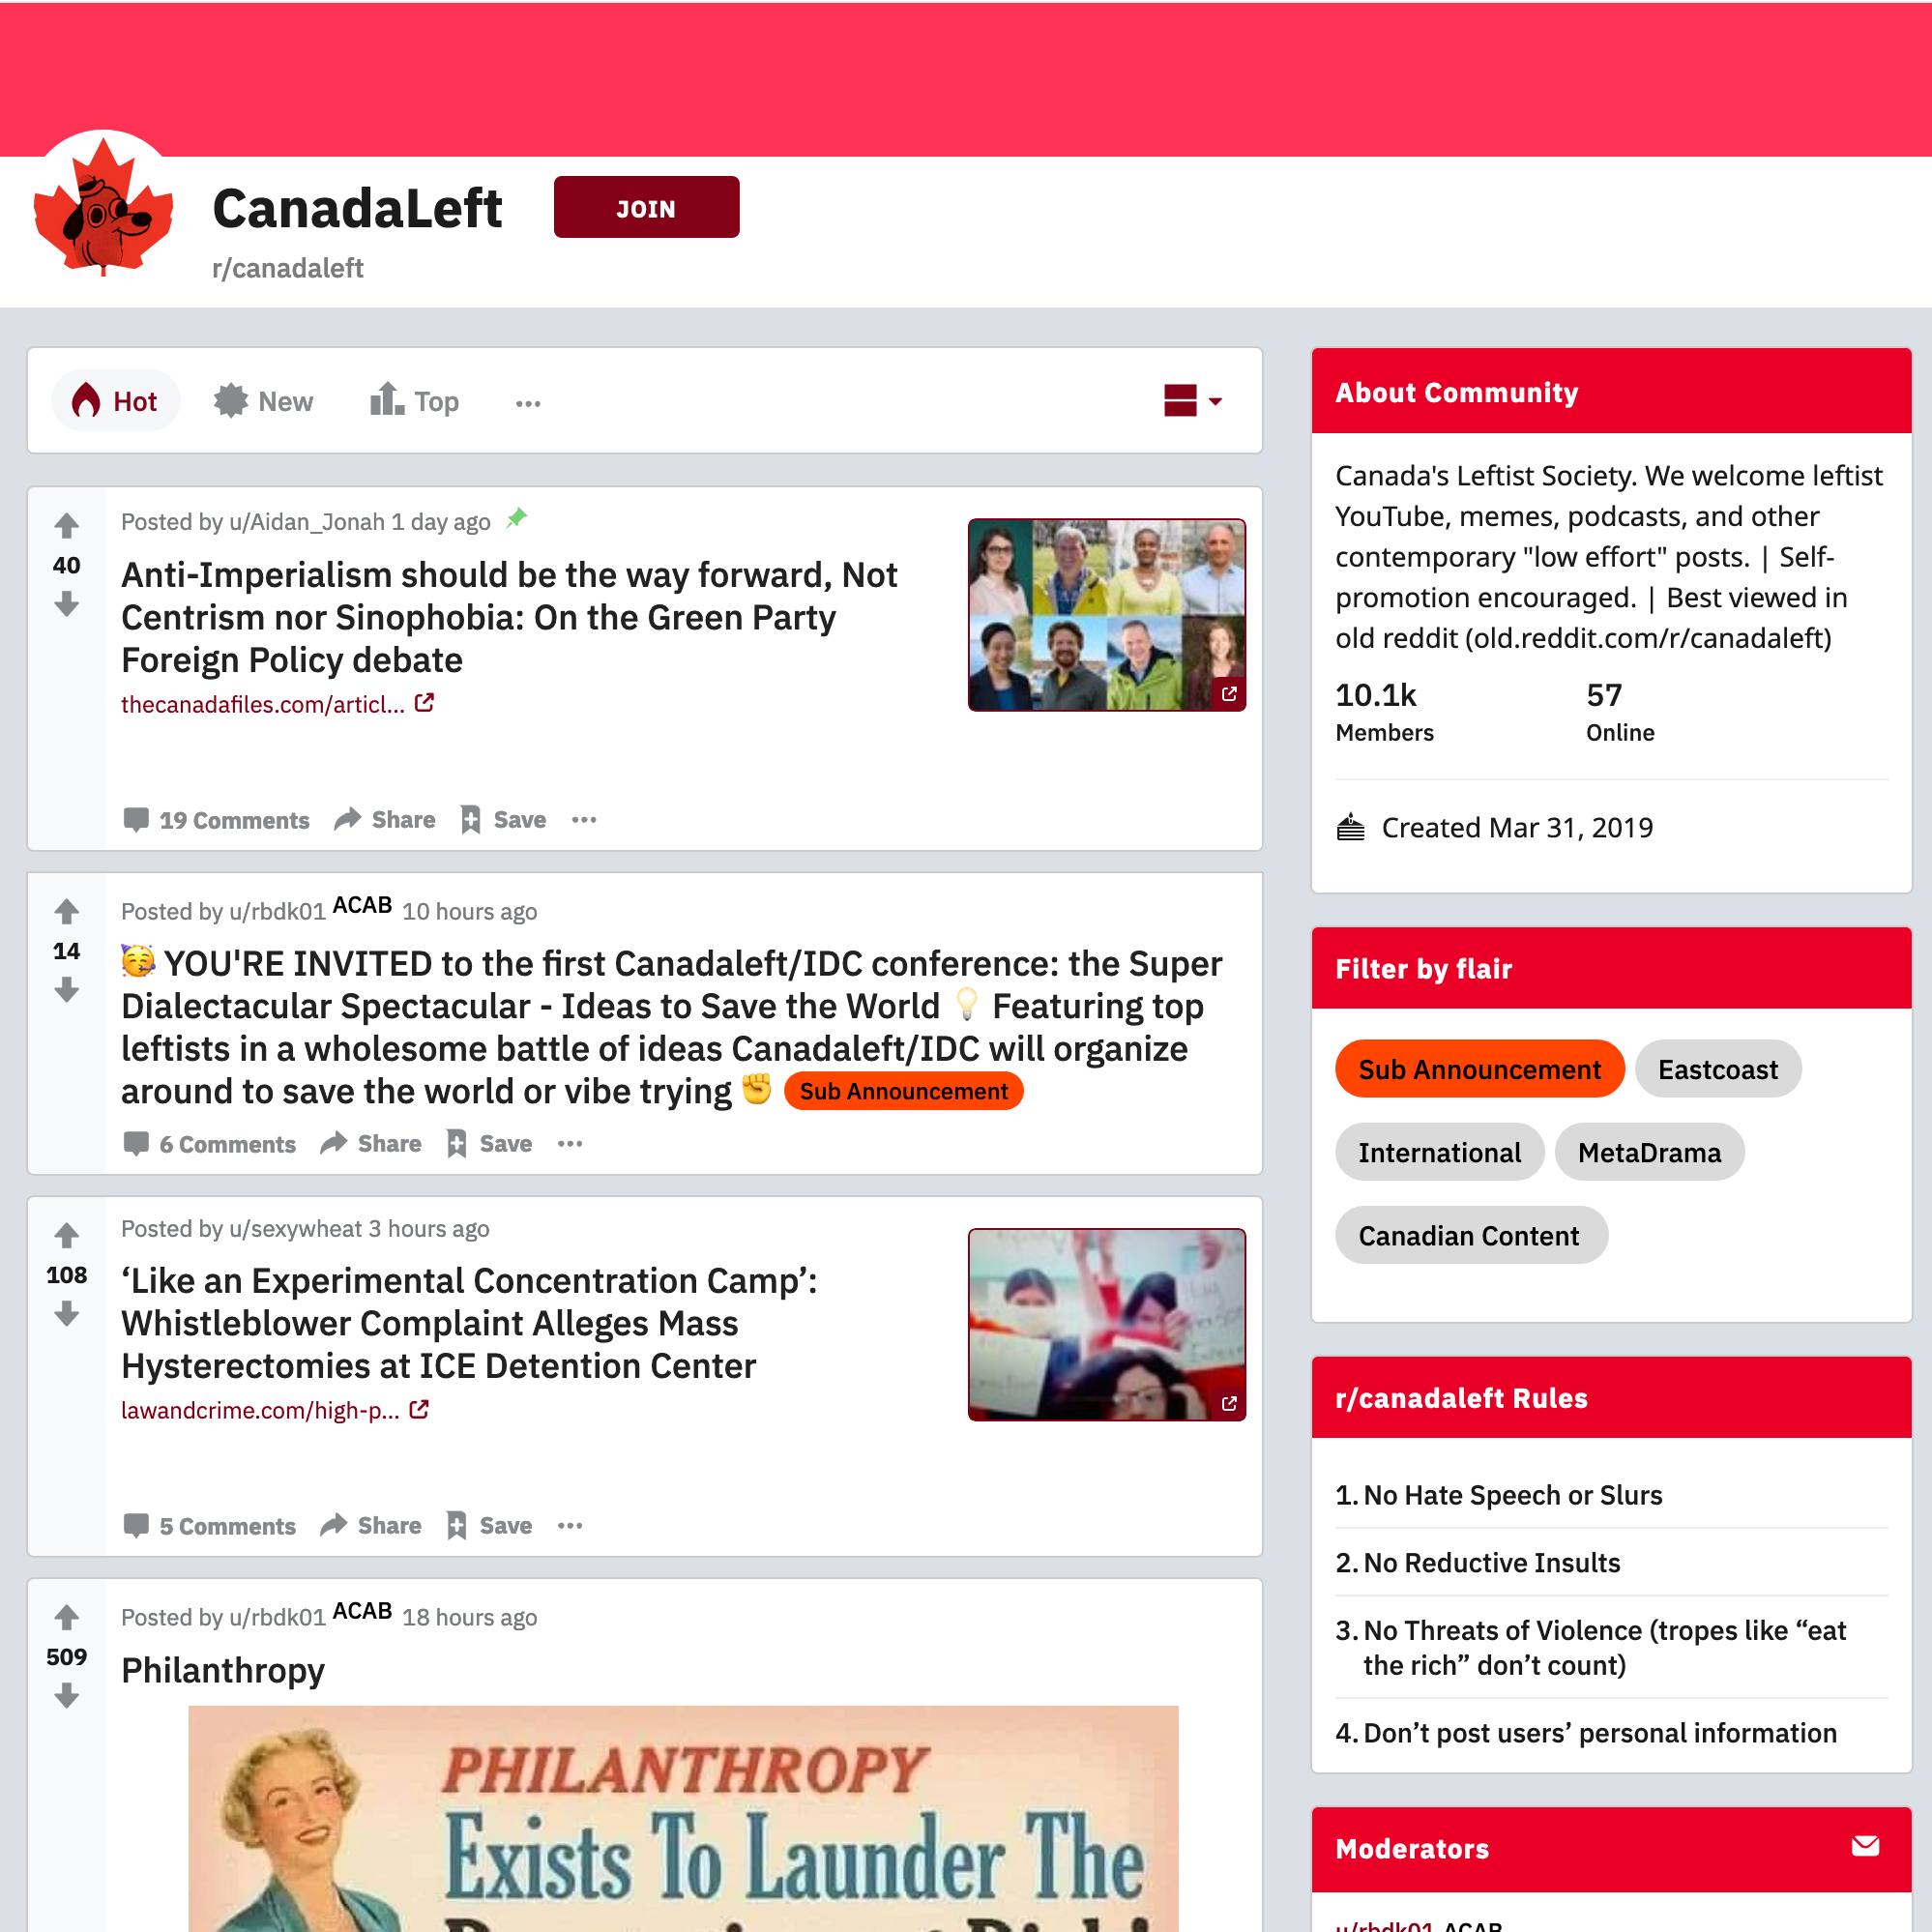 CanadaLeft
JOIN
r/canadaleft
Hot
New
Top
...
Posted by u/Aidan_Jonah 1 day ago
40
Anti-Imperialism should be the way forward, Not
Centrism nor Sinophobia: On the Green Party
Foreign Policy debate
thecanadafiles.com/articl...
19 Comments
Share
Save
...
Posted by u/rbdk01 ACAB 10 hours ago
14
🥳 YOU'RE INVITED to the first Canadaleft/IDC conference: the Super
Dialectacular Spectacular - Ideas to Save the World 💡 Featuring top
leftists in a wholesome battle of ideas Canadaleft/IDC will organize
around to save the world or vibe trying ✊ Sub Announcement
6 Comments
Share
Save
...
Posted by u/sexywheat 3 hours ago
108
‘Like an Experimental Concentration Camp’:
Whistleblower Complaint Alleges Mass
Hysterectomies at ICE Detention Center
lawandcrime.com/high-p...
5 Comments
Share
Save
...
Posted by u/rbdk01 ACAB 18 hours ago
509
Philanthropy
PHILANTHROPY
Exists To Launder The
About Community
Canada's Leftist Society. We welcome leftist
YouTube, memes, podcasts, and other
contemporary "low effort" posts. | Self-
promotion encouraged. | Best viewed in
old reddit (old.reddit.com/r/canadaleft)
10.1k
Members
57
Online
Created Mar 31, 2019
Filter by flair
Sub Announcement
Eastcoast
International
MetaDrama
Canadian Content
r/canadaleft Rules
1. No Hate Speech or Slurs
2. No Reductive Insults
3. No Threats of Violence (tropes like “eat
the rich” don’t count)
4. Don’t post users’ personal information
Moderators
u/rbdk01 ACAB